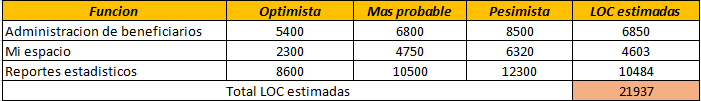 Funcion Optimista Mas probable Pesimista LOC estimadas
Administracion de beneficiarios 5400 6800 8500 6850
Mi espacio 2300 4750 6320 4603
Reportes estadisticos 8600 10500 12300 10484
Total LOC estimadas 21937